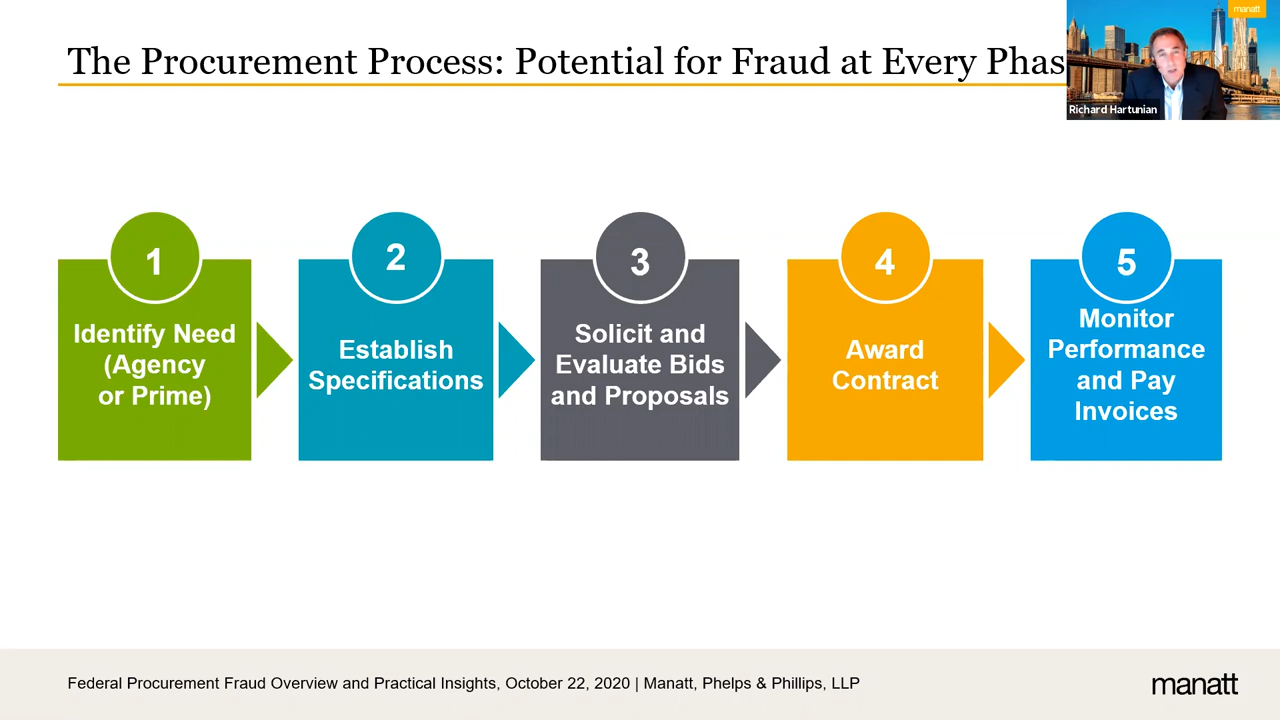 The Procurement Process: Potential for Fraud at Every Phas
manatt
Richard Hartunian
1
Identify Need
(Agency
or Prime)
2
Establish
Specifications
3
Solicit and
Evaluate Bids
and Proposals
4
Award
Contract
5
Monitor
Performance
and Pay
Invoices
Federal Procurement Fraud Overview and Practical Insights, October 22, 2020 | Manatt, Phelps & Phillips, LLP
manatt